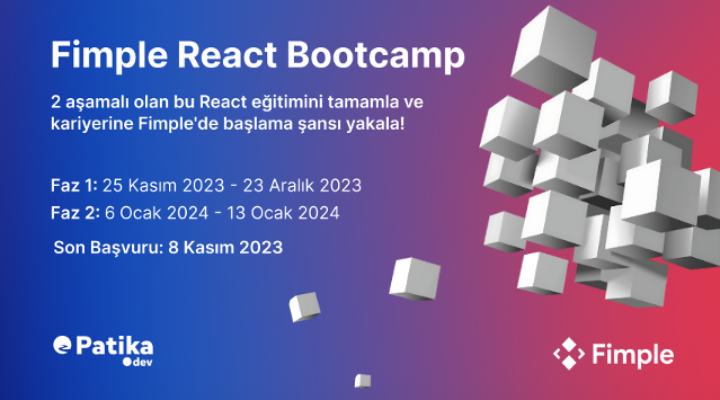 Fimple React Bootcamp
2 aşamalı olan bu React eğitimini tamamla ve
kariyerine Fimple'de başlama şansı yakala!
Faz 1: 25 Kasım 2023 - 23 Aralık 2023
Faz 2: 6 Ocak 2024 - 13 Ocak 2024
Son Başvuru: 8 Kasım 2023
Patika
.dev
Fimple